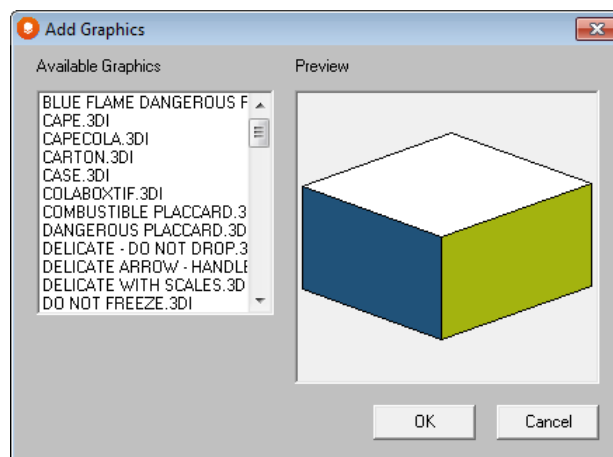 Add Graphics
Available Graphics
Preview
BLUE FLAME DANGEROUS F
CAPE.3DI
CAPECOLA.3DI
CARTON.3DI
CASE.3DI
COLABOXTIF.3DI
COMBUSTIBLE PLACCARD.3
DANGEROUS PLACCARD.3D
DELICATE - DO NOT DROP.3
DELICATE ARROW - HANDLE
DELICATE WITH SCALES.3D
DO NOT FREEZE.3DI
OK
Cancel